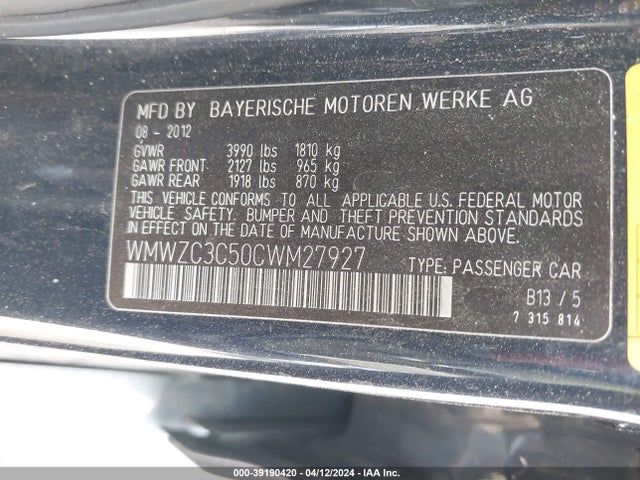 MFD BY BAYERISCHE MOTOREN WERKE AG
08 - 2012
GVWR 3990 lbs 1810 kg
GAWR FRONT 2127 lbs 965 kg
GAWR REAR 1918 lbs 870 kg
THIS VEHICLE CONFORMS TO ALL APPLICABLE U.S. FEDERAL MOTOR
VEHICLE SAFETY, BUMPER AND THEFT PREVENTION STANDARDS
IN EFFECT ON THE DATE OF MANUFACTURE SHOWN ABOVE.
WMWZC3C50CWM27927 TYPE: PASSENGER CAR
B13 / 5
7 315 814
000-39190420 - 04/12/2024 - IAA Inc.